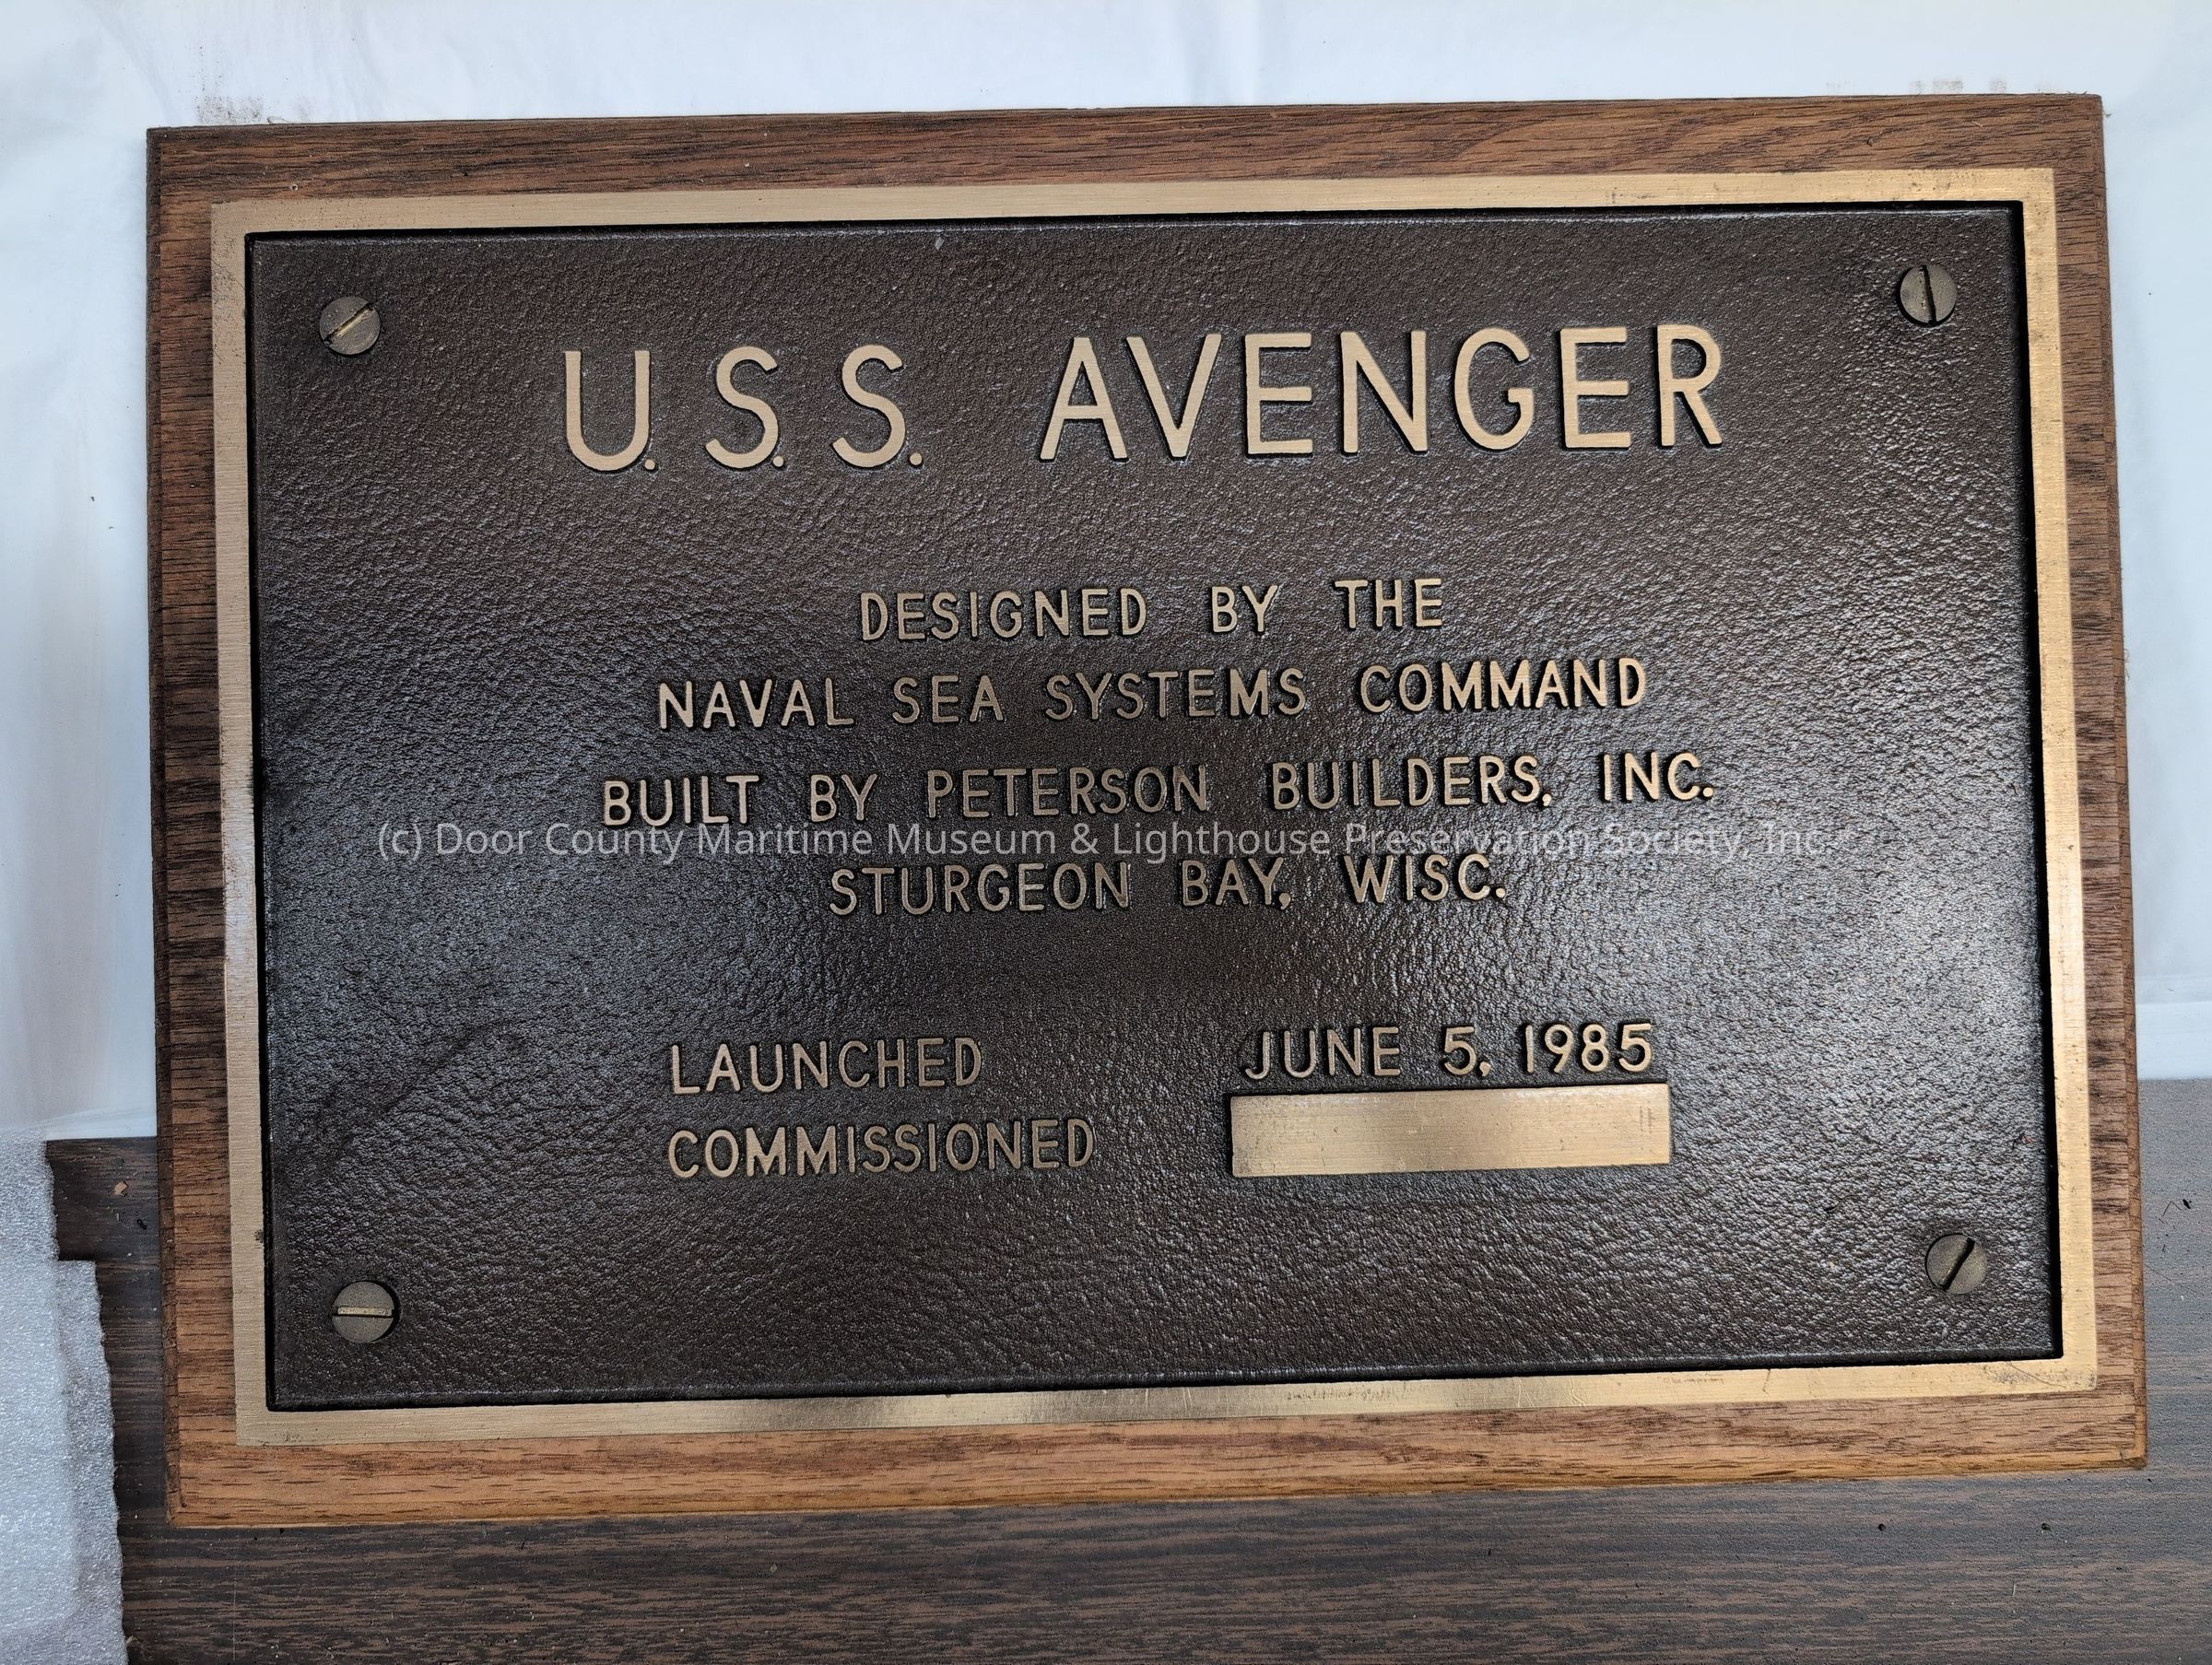 U.S.S. AVENGER
DESIGNED BY THE
NAVAL SEA SYSTEMS COMMAND
BUILT BY PETERSON BUILDERS, INC.
(c) Door County Maritime Museum & Lighthouse Preservation Society, Inc.
STURGEON BAY, WISC.
LAUNCHED JUNE 5, 1985
COMMISSIONED